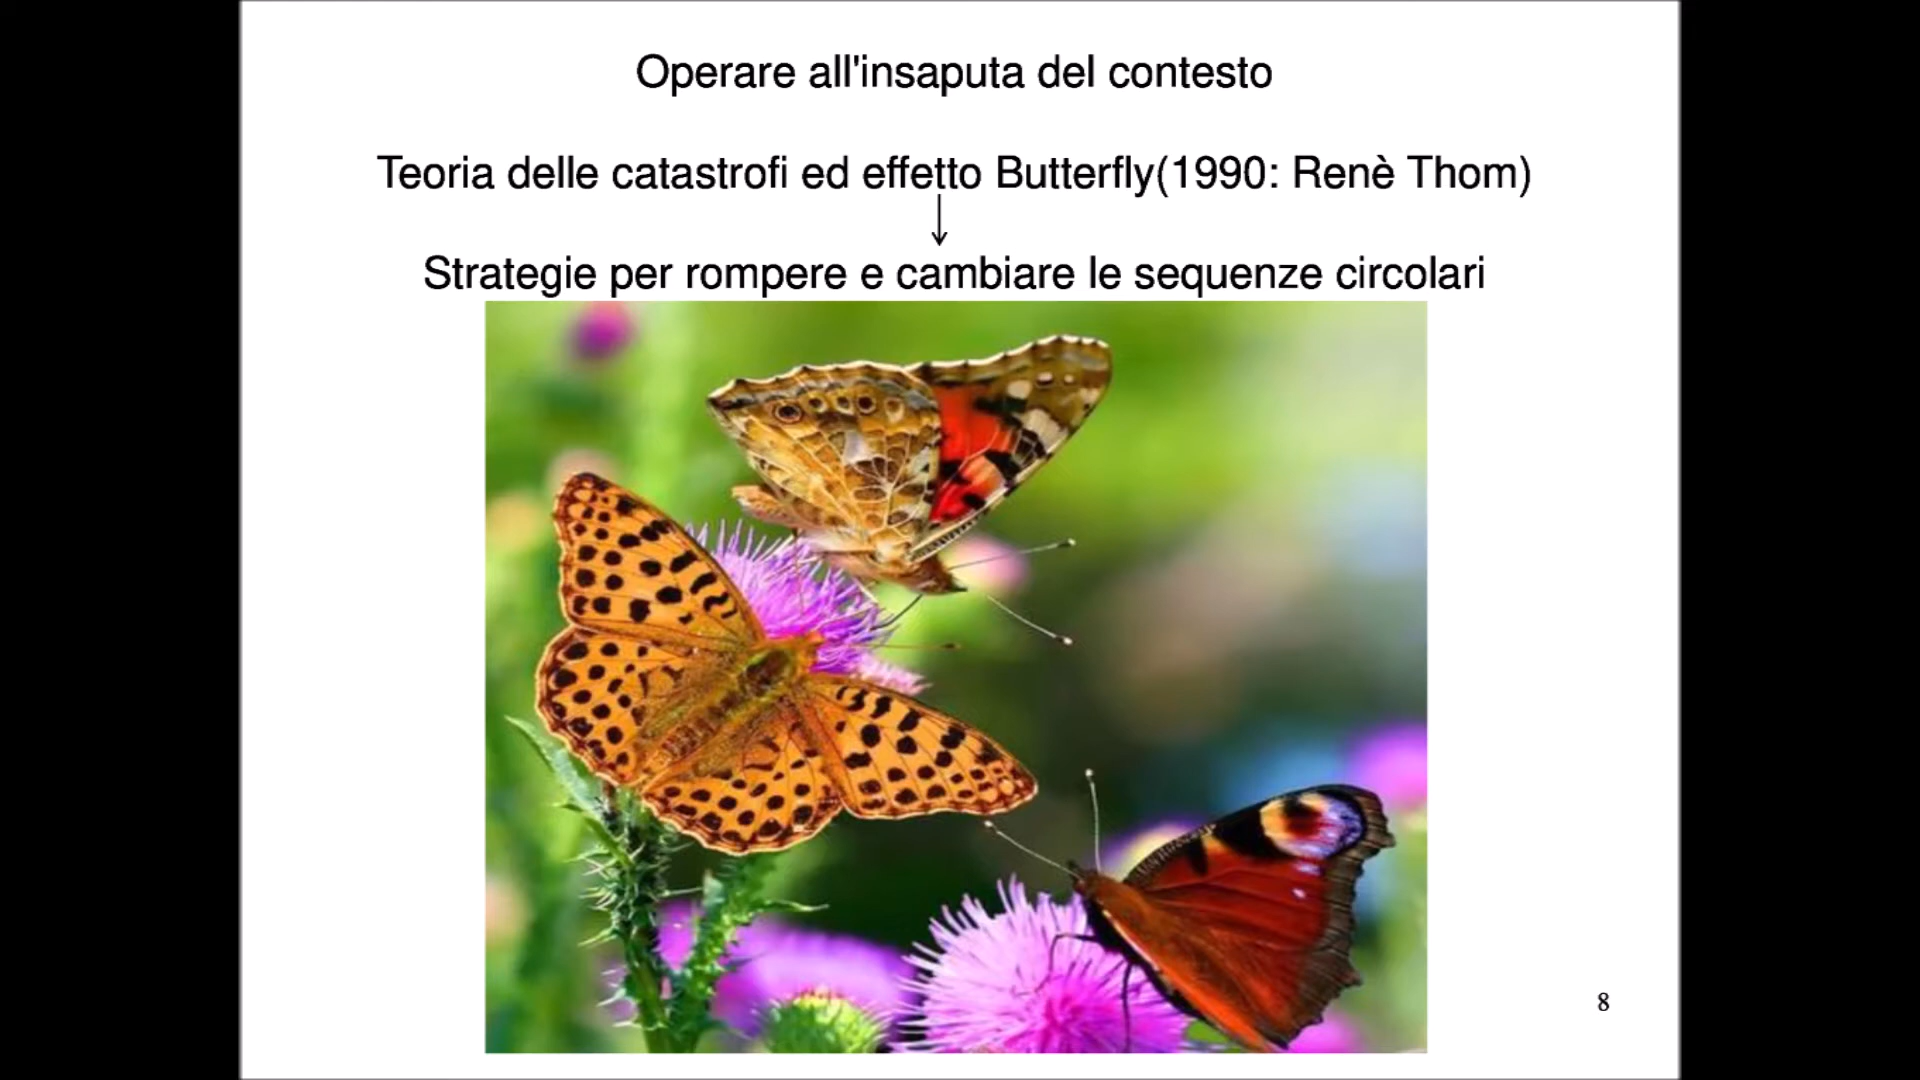 Operare all'insaputa del contesto
Teoria delle catastrofi ed effetto Butterfly(1990: Renè Thom)
Strategie per rompere e cambiare le sequenze circolari
8